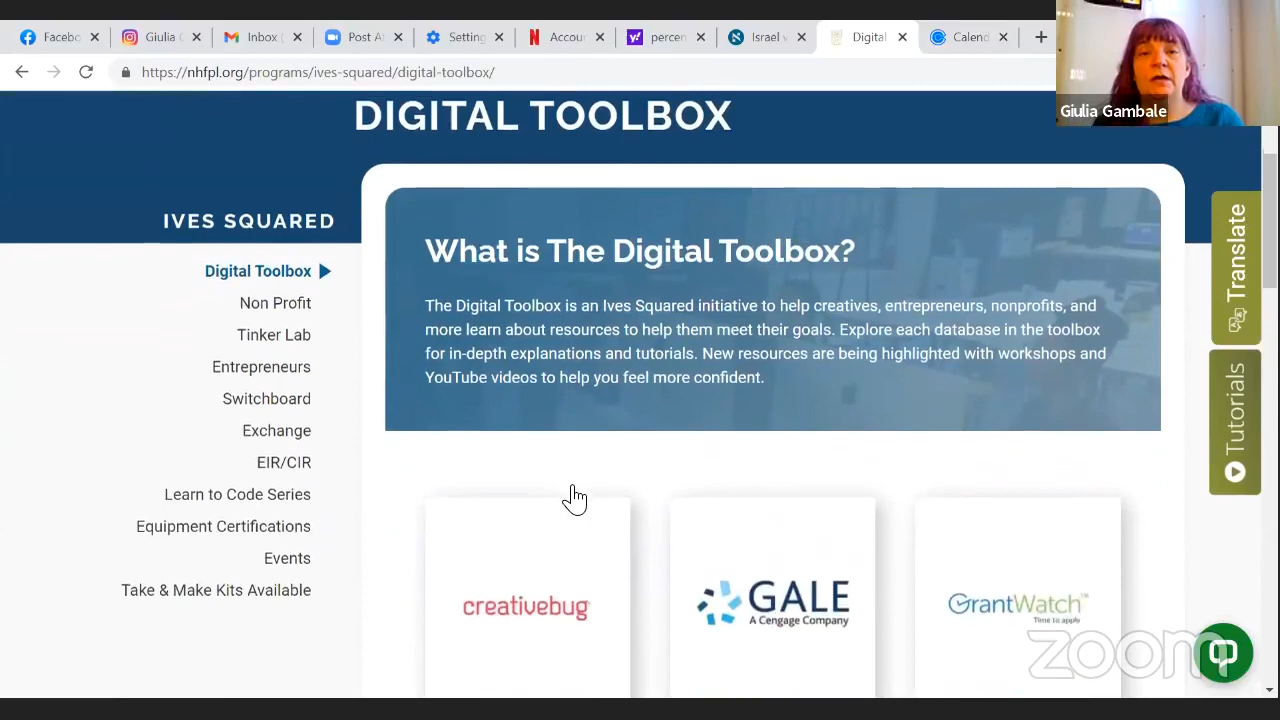 Facebo
Giulia G
Inbox (
Post At
Setting
Accou
percen
Israel v
Digital
Calend
https://nhfpl.org/programs/ives-squared/digital-toolbox/
Giulia Gambale
DIGITAL TOOLBOX
IVES SQUARED
Digital Toolbox
Non Profit
Tinker Lab
Entrepreneurs
Switchboard
Exchange
EIR/CIR
Learn to Code Series
Equipment Certifications
Events
Take & Make Kits Available
What is The Digital Toolbox?
The Digital Toolbox is an Ives Squared initiative to help creatives, entrepreneurs, nonprofits, and
more learn about resources to help them meet their goals. Explore each database in the toolbox
for in-depth explanations and tutorials. New resources are being highlighted with workshops and
YouTube videos to help you feel more confident.
creativebug
GALE
A Cengage Company
GrantWatch™
Time to apply
Translate
Tutorials
zoom